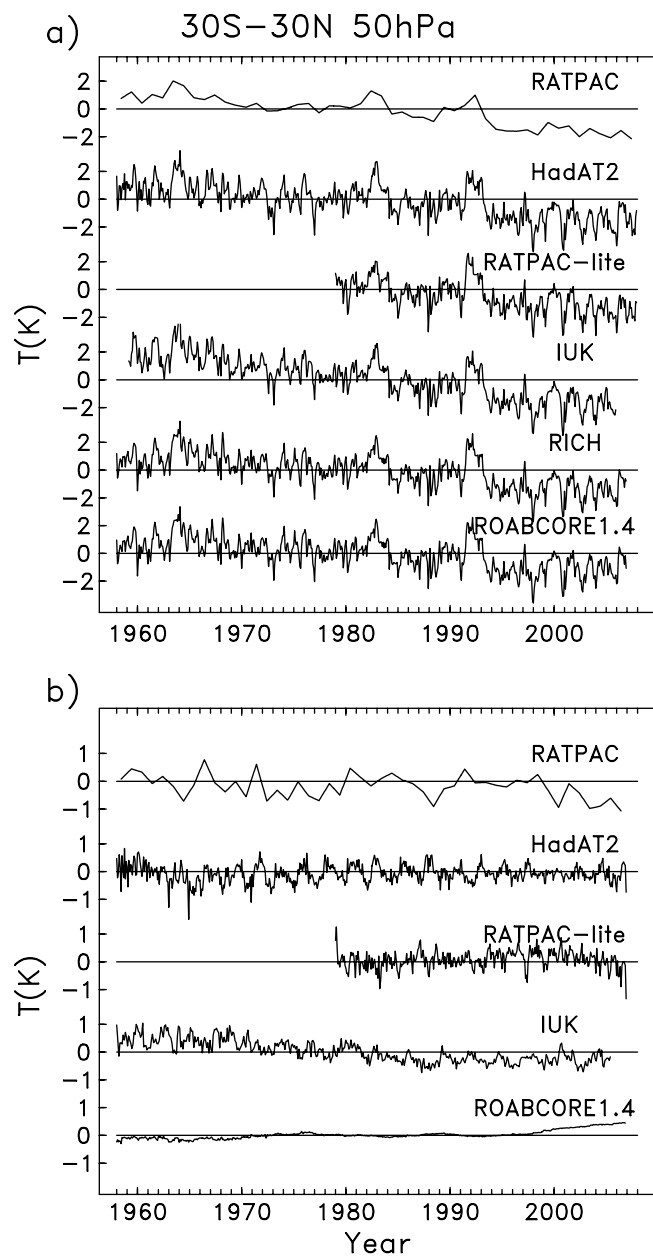 a) 30S-30N 50hPa
RATPAC
2
0
-2
HadAT2
2
0
-2
RATPAC-lite
2
0
-2
T(K)
IUK
2
0
-2
RICH
2
0
-2
ROABCORE1.4
2
0
-2
1960 1970 1980 1990 2000
b)
RATPAC
1
0
-1
HadAT2
1
0
-1
RATPAC-lite
1
0
-1
T(K)
IUK
1
0
-1
ROABCORE1.4
1
0
-1
1960 1970 1980 1990 2000
Year